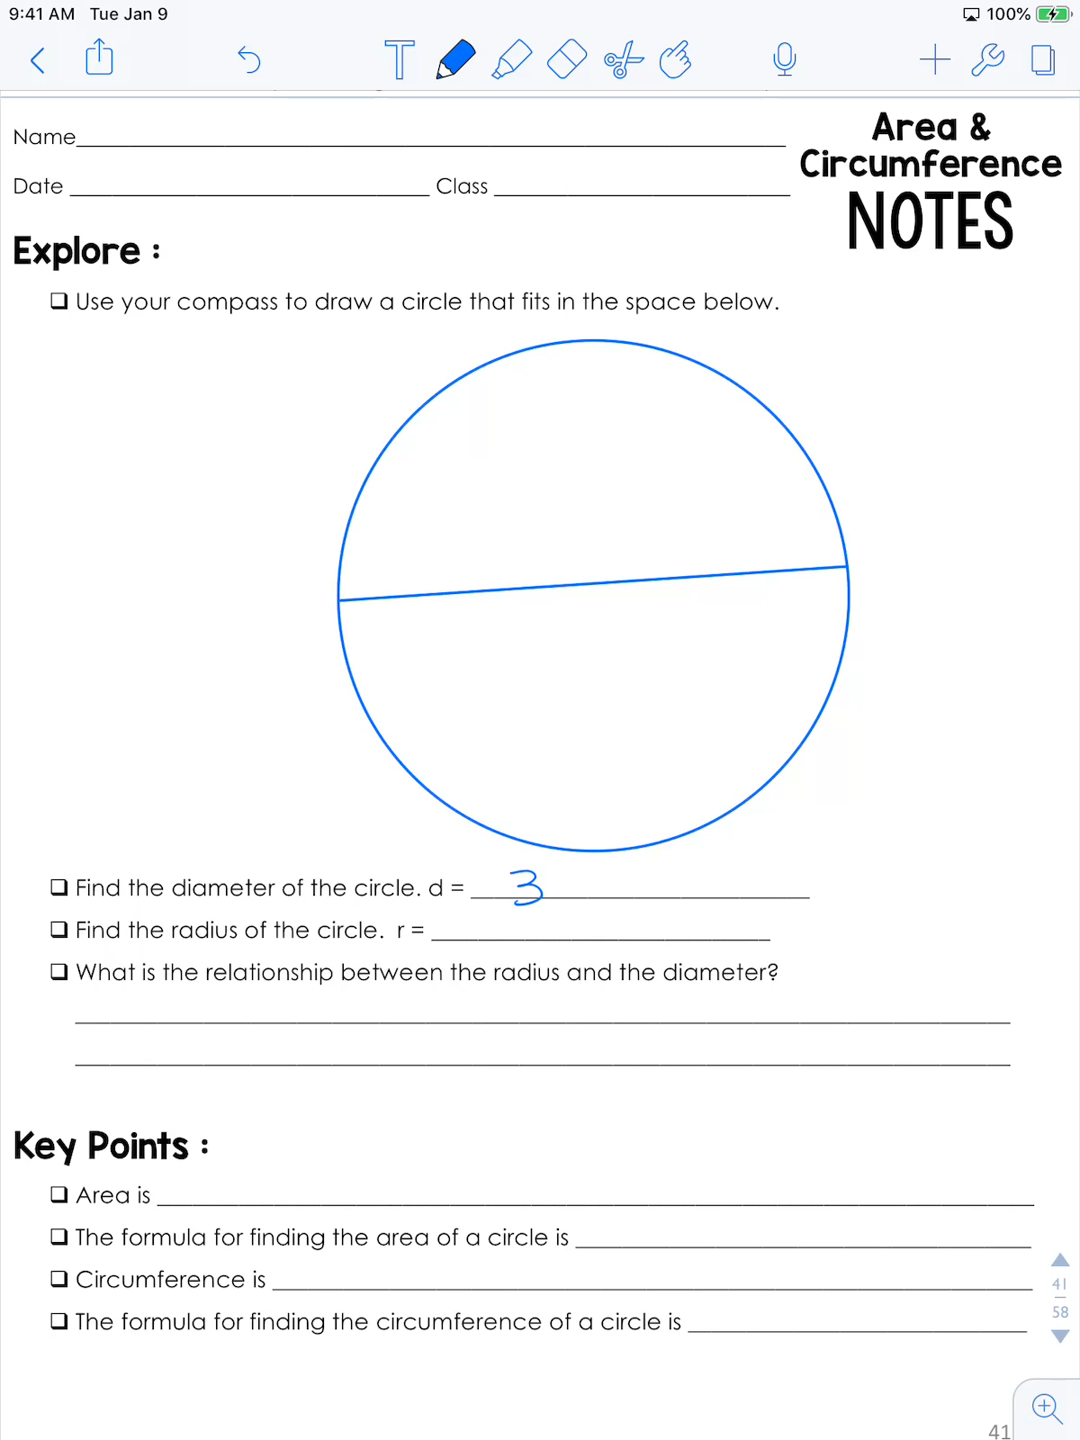 9:41 AM Tue Jan 9
100%
Name
Date Class
Area &
Circumference
NOTES
Explore :
Use your compass to draw a circle that fits in the space below.
Find the diameter of the circle. d = 3
Find the radius of the circle. r =
What is the relationship between the radius and the diameter?
Key Points :
Area is
The formula for finding the area of a circle is
Circumference is
The formula for finding the circumference of a circle is
41
58
41